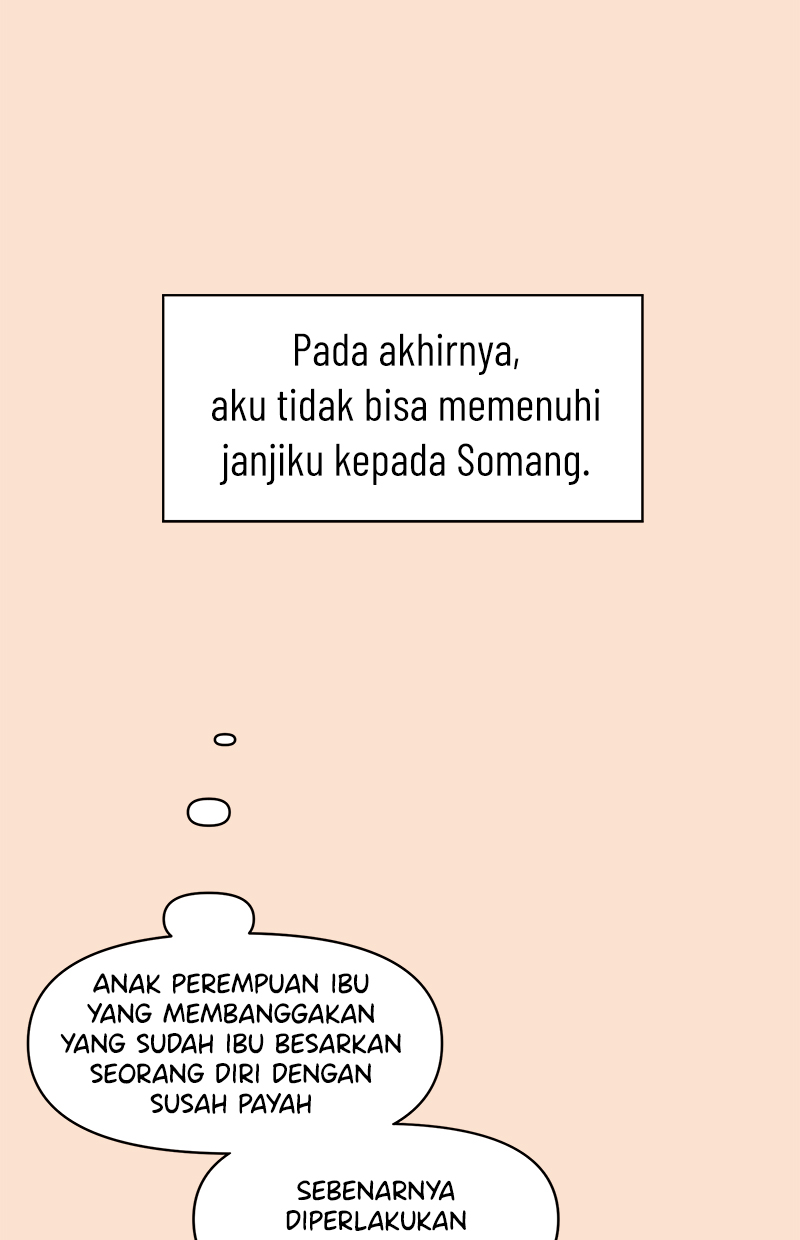 Pada akhirnya,
aku tidak bisa memenuhi
janjiku kepada Somang.
ANAK PEREMPUAN IBU
YANG MEMBANGGAKAN
YANG SUDAH IBU BESARKAN
SEORANG DIRI DENGAN
SUSAH PAYAH
SEBENARNYA
DIPERLAKUKAN